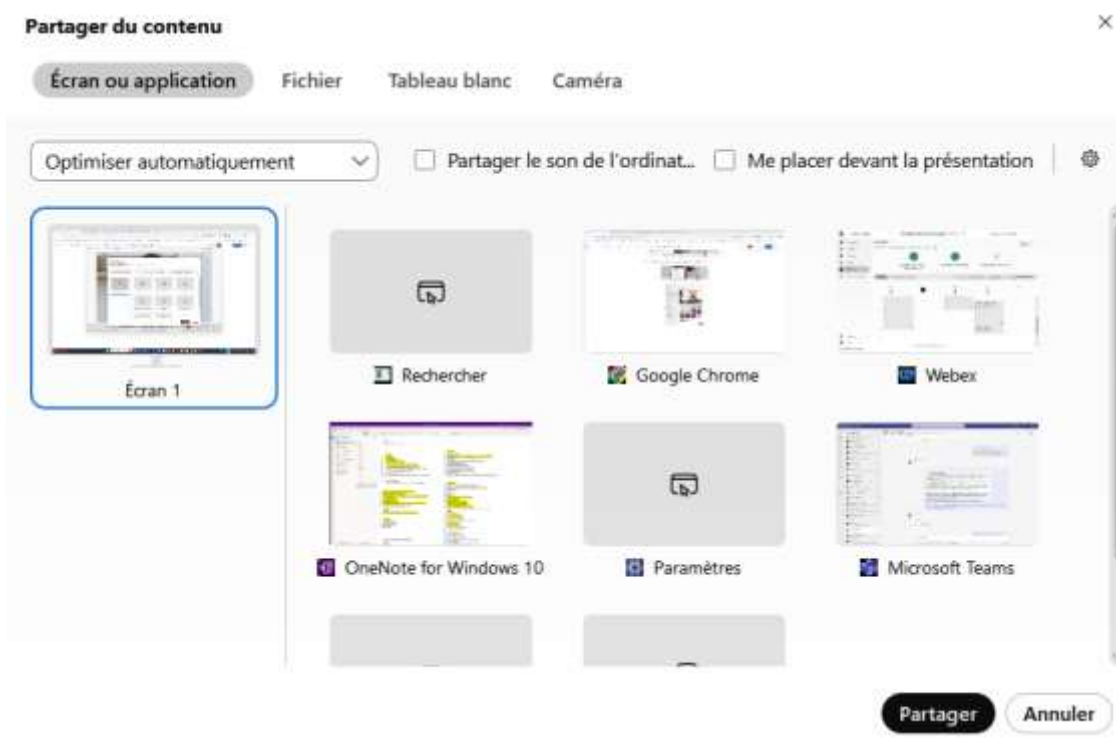 Partager du contenu
Écran ou application Fichier Tableau blanc Caméra
Optimiser automatiquement Partager le son de l'ordinat... Me placer devant la présentation
Écran 1
Rechercher Google Chrome Webex
OneNote for Windows 10 Paramètres Microsoft Teams
Partager Annuler